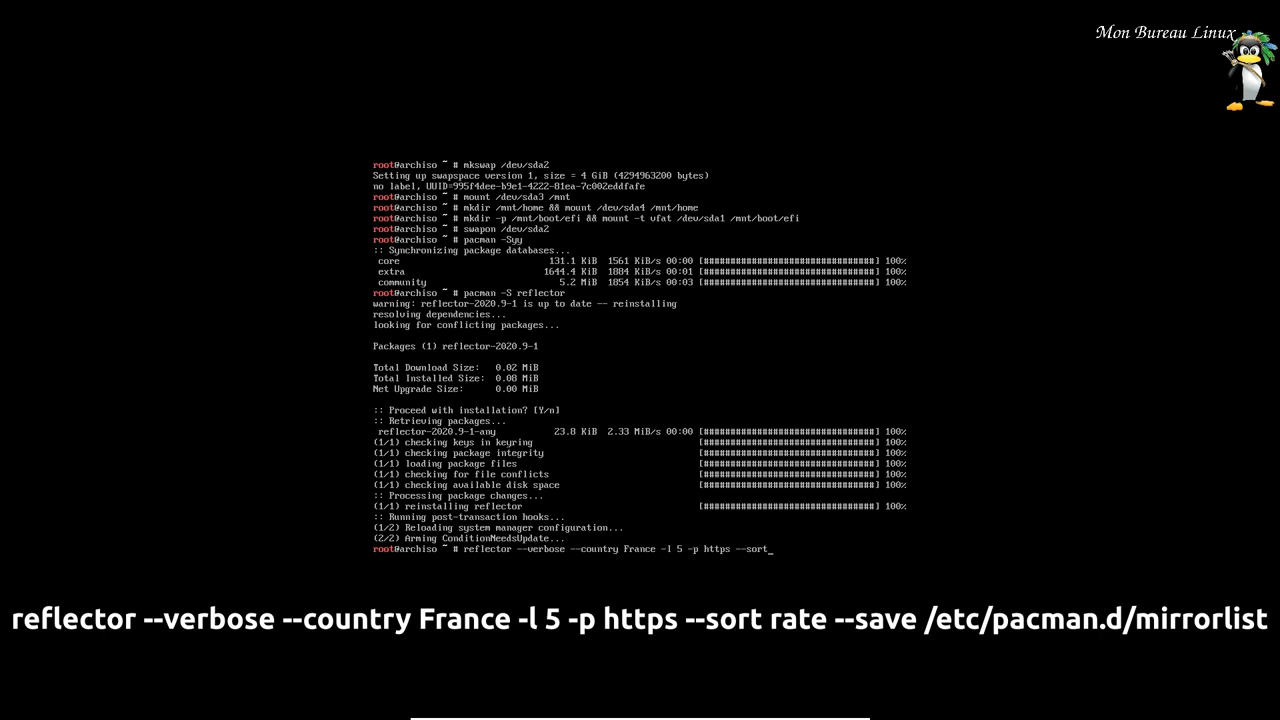 Mon Bureau Linux
root@archiso ~ # mkswap /dev/sda2
Setting up swapspace version 1, size = 4 GiB (4294963200 bytes)
no label, UUID=995f4dee-b9e1-4222-81ea-7c002eddfafe
root@archiso ~ # mount /dev/sda3 /mnt
root@archiso ~ # mkdir /mnt/home && mount /dev/sda4 /mnt/home
root@archiso ~ # mkdir -p /mnt/boot/efi && mount -t vfat /dev/sda1 /mnt/boot/efi
root@archiso ~ # swapon /dev/sda2
root@archiso ~ # pacman -Syy
:: Synchronizing package databases...
core 131.1 KiB 1561 KiB/s 00:00 [################################] 100%
extra 1644.4 KiB 1884 KiB/s 00:01 [################################] 100%
community 5.2 MiB 1854 KiB/s 00:03 [################################] 100%
root@archiso ~ # pacman -S reflector
warning: reflector-2020.9-1 is up to date -- reinstalling
resolving dependencies...
looking for conflicting packages...
Packages (1) reflector-2020.9-1
Total Download Size: 0.02 MiB
Total Installed Size: 0.08 MiB
Net Upgrade Size: 0.00 MiB
:: Proceed with installation? [Y/n]
:: Retrieving packages...
reflector-2020.9-1-any 23.8 KiB 2.33 MiB/s 00:00 [################################] 100%
(1/1) checking keys in keyring [################################] 100%
(1/1) checking package integrity [################################] 100%
(1/1) loading package files [################################] 100%
(1/1) checking for file conflicts [################################] 100%
(1/1) checking available disk space [################################] 100%
:: Processing package changes...
(1/1) reinstalling reflector [################################] 100%
:: Running post-transaction hooks...
(1/2) Reloading system manager configuration...
(2/2) Arming ConditionNeedsUpdate...
root@archiso ~ # reflector --verbose --country France -l 5 -p https --sort_
reflector --verbose --country France -l 5 -p https --sort rate --save /etc/pacman.d/mirrorlist